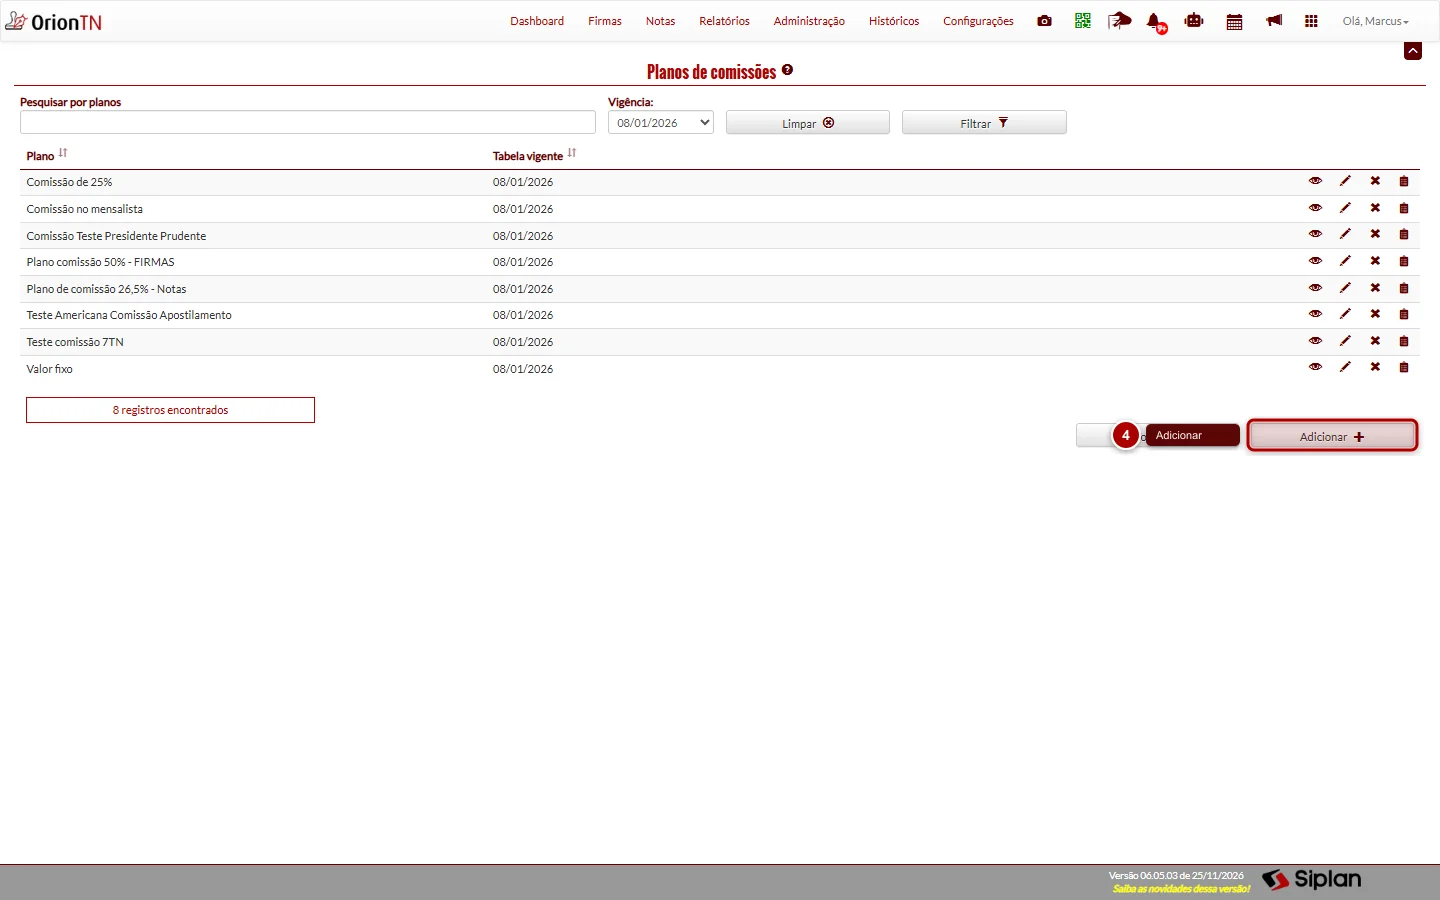 OrionTN Dashboard Firmas Notas Relatórios Administração Históricos Configurações 9+ Olá, Marcus
Planos de comissões ?
Pesquisar por planos Vigência:
08/01/2026 Limpar Filtrar
Plano Tabela vigente
Comissão de 25% 08/01/2026
Comissão no mensalista 08/01/2026
Comissão Teste Presidente Prudente 08/01/2026
Plano comissão 50% - FIRMAS 08/01/2026
Plano de comissão 26,5% - Notas 08/01/2026
Teste Americana Comissão Apostilamento 08/01/2026
Teste comissão 7TN 08/01/2026
Valor fixo 08/01/2026
8 registros encontrados
4 Adicionar Adicionar
Versão 06.05.03 de 25/11/2026
Saiba as novidades dessa versão!
Siplan